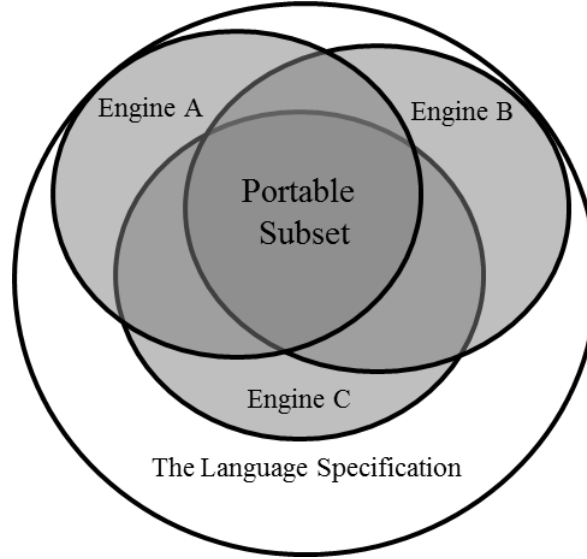 Engine A
Engine B
Portable
Subset
Engine C
The Language Specification